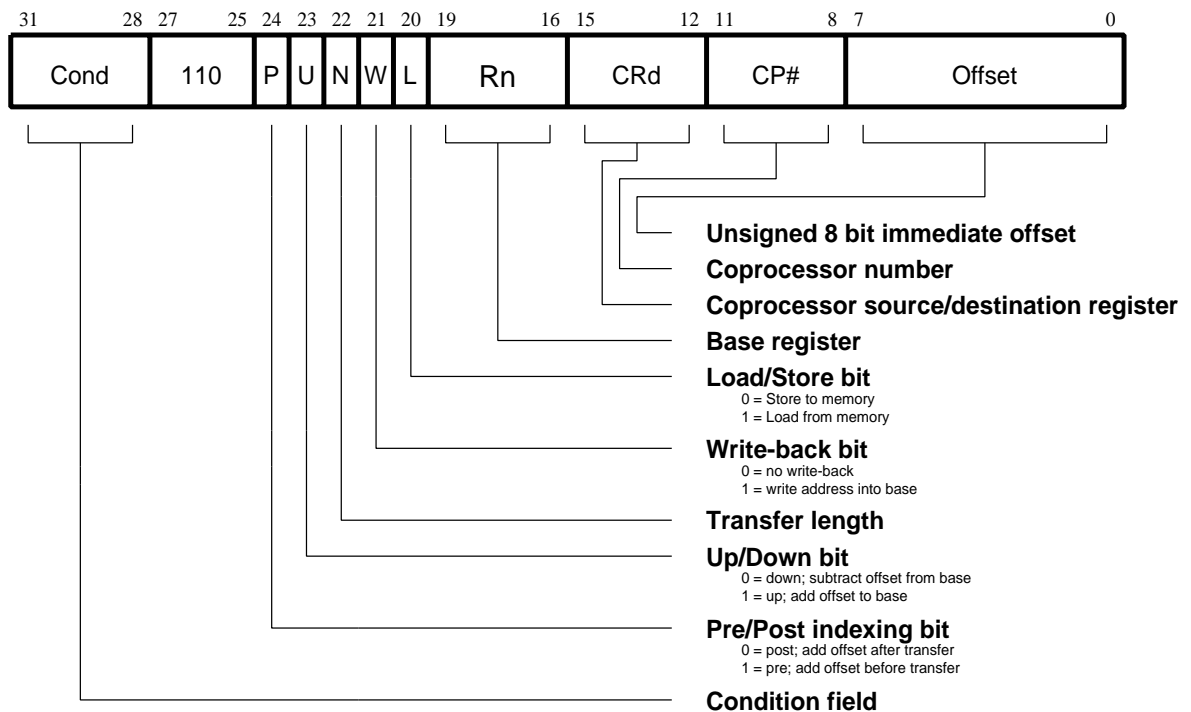 31 28 27 25 24 23 22 21 20 19 16 15 12 11 8 7 0
Cond 110 P U N W L Rn CRd CP# Offset
Unsigned 8 bit immediate offset
Coprocessor number
Coprocessor source/destination register
Base register
Load/Store bit
0 = Store to memory
1 = Load from memory
Write-back bit
0 = no write-back
1 = write address into base
Transfer length
Up/Down bit
0 = down; subtract offset from base
1 = up; add offset to base
Pre/Post indexing bit
0 = post; add offset after transfer
1 = pre; add offset before transfer
Condition field